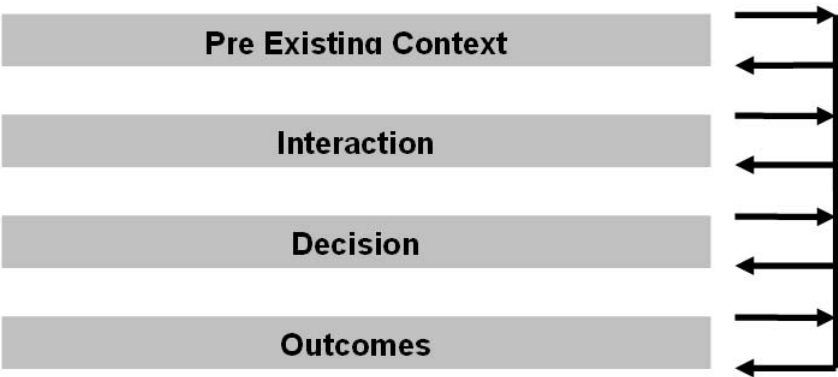 Pre Existing Context
Interaction
Decision
Outcomes